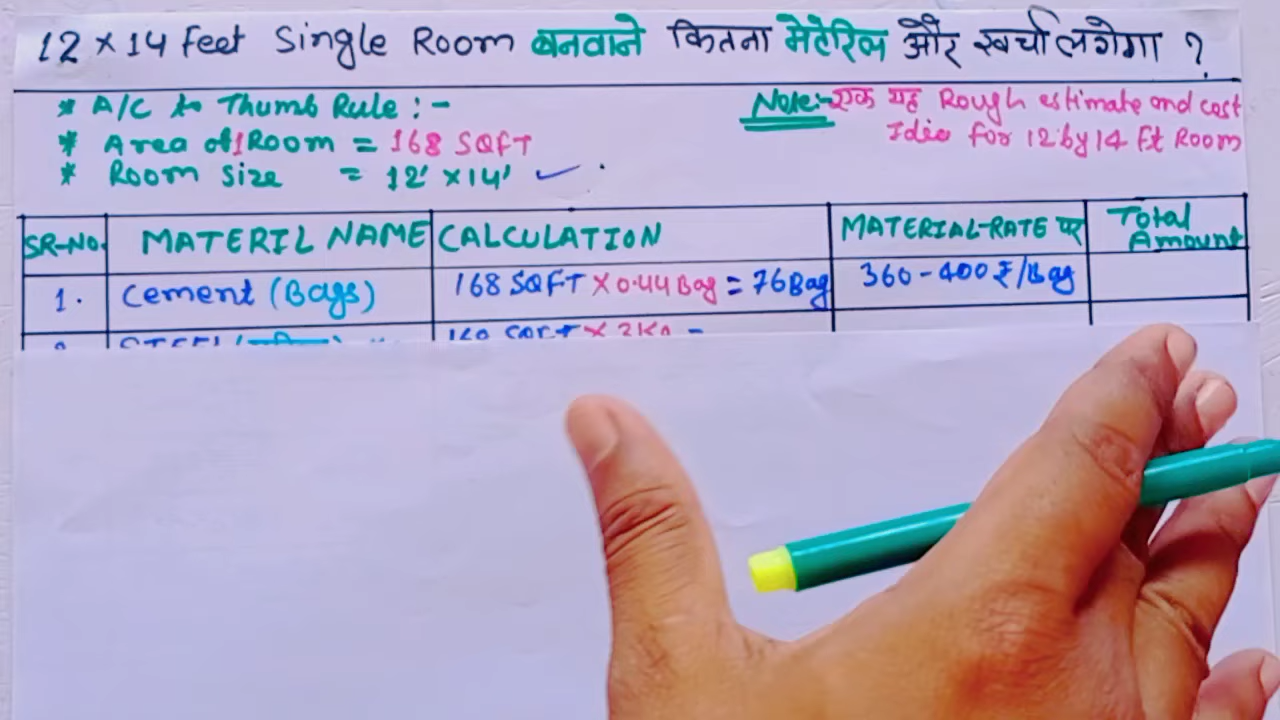 12 × 14 Feet Single Room बनवाने कितना मेटेरिल और खर्चा लगेगा ?
* A/C to Thumb Rule :-
* Area of 1 Room = 168 SQFT
* Room Size = 12' × 14'
Note:- एक यह Rough estimate and cost
Idio for 12 by 14 Ft Room
SR-NO. MATERIL NAME CALCULATION MATERIAL-RATE पर Total Amount
1. Cement (Bags) 168 SQFT × 0.44 Bag = 76 Bag 360-400 ₹/Bag